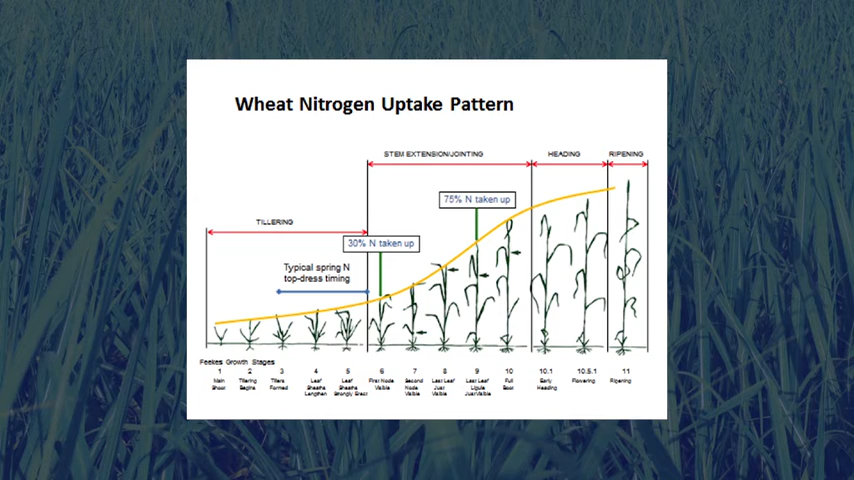 Wheat Nitrogen Uptake Pattern
STEM EXTENSION/JOINTING
HEADING
RIPENING
TILLERING
75% N taken up
30% N taken up
Typical spring N
top-dress timing
Feekes Growth Stages
1
Main
Shoot
2
Tillering
Begins
3
Tillers
Formed
4
Leaf
Sheaths
Lengthen
5
Leaf
Sheaths
Strongly Erect
6
First Node
Visible
7
Second
Node
Visible
8
Last Leaf
Just
Visible
9
Last Leaf
Ligule
Just Visible
10
Full
Boot
10.1
Early
Heading
10.5.1
Flowering
11
Ripening